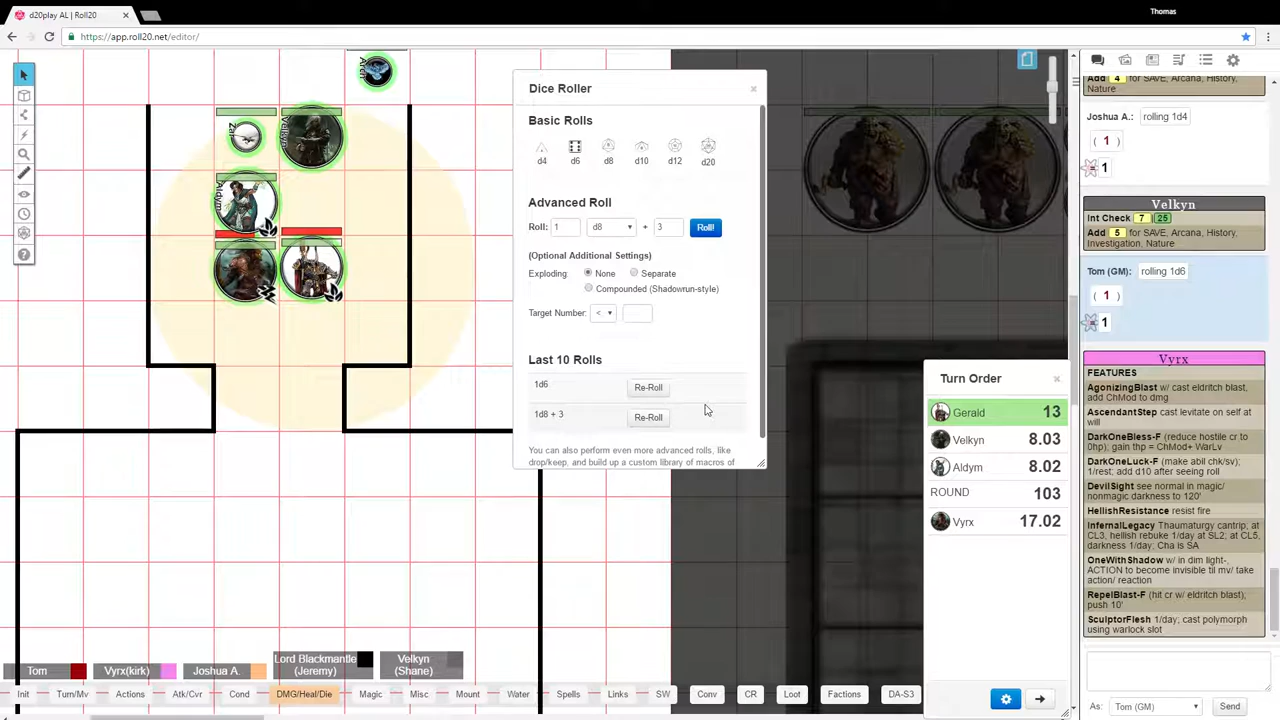 d20play AL | Roll20
Thomas
https://app.roll20.net/editor/
Zal
Velkyn
Aldym
Dice Roller
Basic Rolls
d4 d6 d8 d10 d12 d20
Advanced Roll
Roll: 1 d8 + 3 Roll!
(Optional Additional Settings)
Exploding: None Separate
Compounded (Shadowrun-style)
Target Number: <
Last 10 Rolls
1d6 Re-Roll
1d8 + 3 Re-Roll
You can also perform even more advanced rolls, like
drop/keep, and build up a custom library of macros of
Turn Order
Gerald 13
Velkyn 8.03
Aldym 8.02
ROUND 103
Vyrx 17.02
Add 4 for SAVE, Arcana, History,
Nature
Joshua A.: rolling 1d4
( 1 )
1
Velkyn
Int Check 7 25
Add 5 for SAVE, Arcana, History,
Investigation, Nature
Tom (GM) rolling 1d6
( 1 )
1
Vyrx
FEATURES
AgonizingBlast w/ cast eldritch blast,
add ChMod to dmg
AscendantStep cast levitate on self at
will
DarkOneBless-F (reduce hostile cr to
0hp); gain thp = ChMod+ WarLv
DarkOneLuck-F (make abil chk/sv);
1/rest; add d10 after seeing roll
DevilSight see normal in magic/
nonmagic darkness to 120'
HellishResistance resist fire
InfernalLegacy Thaumaturgy cantrip; at
CL3, hellish rebuke 1/day at SL2; at CL5,
darkness 1/day; Cha is SA
OneWithShadow w/ in dim light-,
ACTION to become invisible til mv/ take
action/ reaction
RepelBlast-F (hit cr w/ eldritch blast);
push 10'
SculptorFlesh 1/day; cast polymorph
using warlock slot
As: Tom (GM) Send
Tom
Vyrx(kirk)
Joshua A.
Lord Blackmantle
(Jeremy)
Velkyn
(Shane)
Init Turn/Mv Actions Atk/Cvr Cond DMG/Heal/Die Magic Misc Mount Water Spells Links SW Conv CR Loot Factions DA-S3